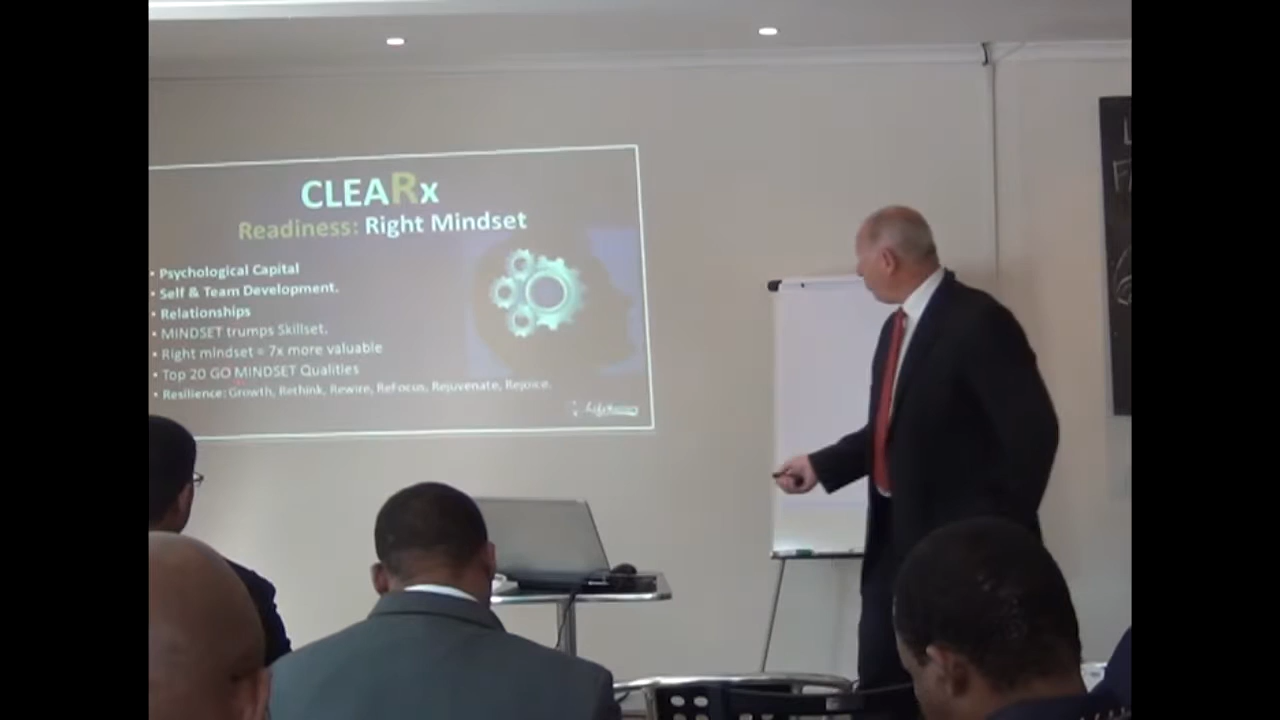 CLEARx
Readiness: Right Mindset
• Psychological Capital
• Self & Team Development.
• Relationships
• MINDSET trumps Skillset.
• Right mindset = 7x more valuable
• Top 20 GO MINDSET Qualities
• Resilience: Growth, Rethink, Rewire, ReFocus, Rejuvenate, Rejoice.